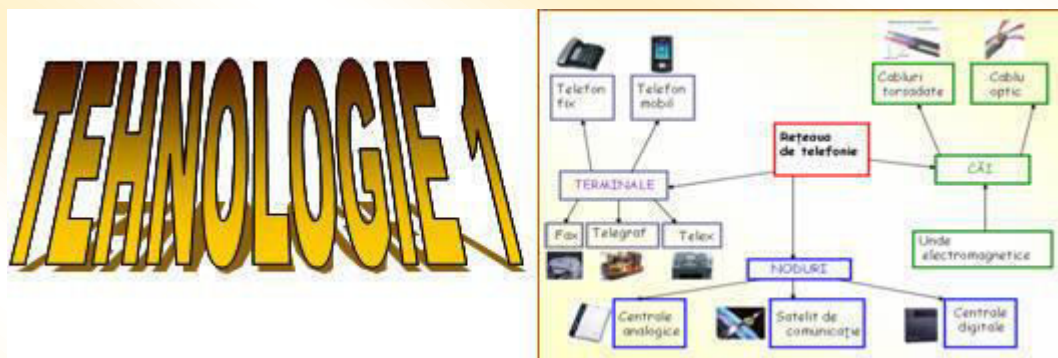 TEHNOLOGIE 1
Telefon
fix
Telefon
mobil
Cabluri
torsadate
Cablu
optic
Rețeaua
de telefonie
TERMINALE
CĂI
Fax
Telegraf
Telex
Unde
electromagnetice
NODURI
Centrale
analogice
Satelit de
comunicație
Centrale
digitale